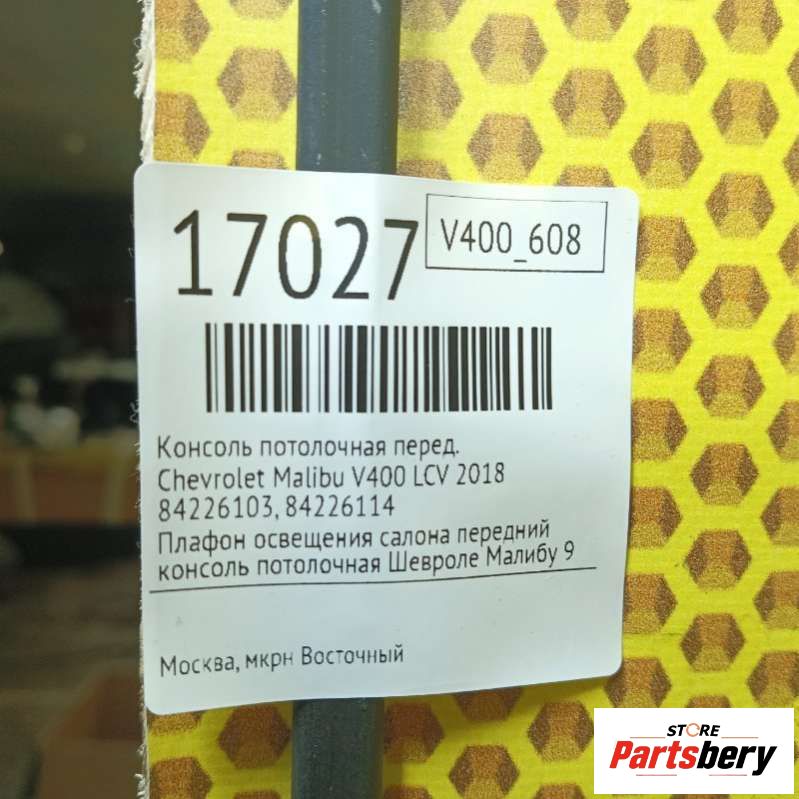 17027
V400_608
Консоль потолочная перед.
Chevrolet Malibu V400 LCV 2018
84226103, 84226114
Плафон освещения салона передний
консоль потолочная Шевроле Малибу 9
Москва, мкрн Восточный
STORE
Partsbery